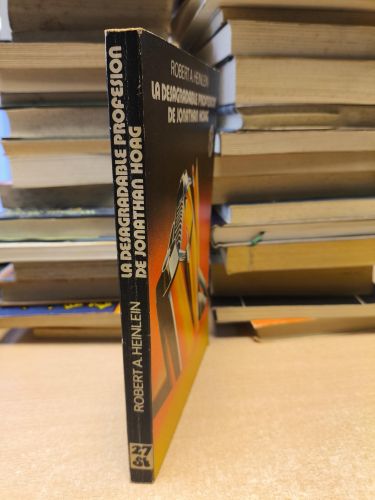 LA DESAGRADABLE PROFESION
DE JONATHAN HOAG
ROBERT A. HEINLEIN
27
ROBERT A. HEINLEIN
LA DESAGRADABLE PROFESION
DE JONATHAN HOAG